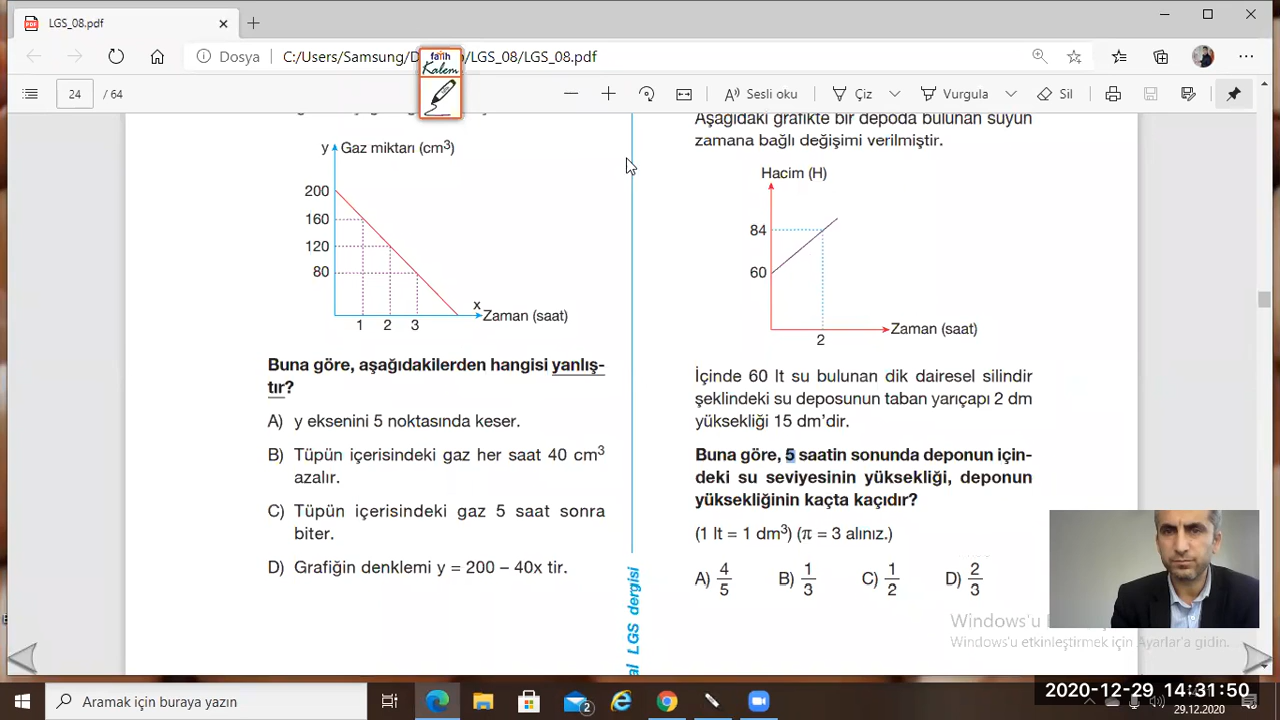 LGS_08.pdf
Dosya
C:/Users/Samsung/D
/LGS_08/LGS_08.pdf
fatih
Kalem
24 / 64
Sesli oku
Çiz
Vurgula
Sil
y Gaz miktarı (cm³)
200
160
120
80
x
Zaman (saat)
1 2 3
Buna göre, aşağıdakilerden hangisi yanlış-
tır?
A) y eksenini 5 noktasında keser.
B) Tüpün içerisindeki gaz her saat 40 cm³
azalır.
C) Tüpün içerisindeki gaz 5 saat sonra
biter.
D) Grafiğin denklemi y = 200 – 40x tir.
al LGS dergisi
Aşağıdaki grafikte bir depoda bulunan suyun
zamana bağlı değişimi verilmiştir.
Hacim (H)
84
60
Zaman (saat)
2
İçinde 60 lt su bulunan dik dairesel silindir
şeklindeki su deposunun taban yarıçapı 2 dm
yüksekliği 15 dm'dir.
Buna göre, 5 saatin sonunda deponun için-
deki su seviyesinin yüksekliği, deponun
yüksekliğinin kaçta kaçıdır?
(1 lt = 1 dm³) (π = 3 alınız.)
A) 4/5 B) 1/3 C) 1/2 D) 2/3
Windows'u
Windows'u etkinleştirmek için Ayarlar'a gidin.
Aramak için buraya yazın
2
2020-12-29 14:31:50
29.12.2020